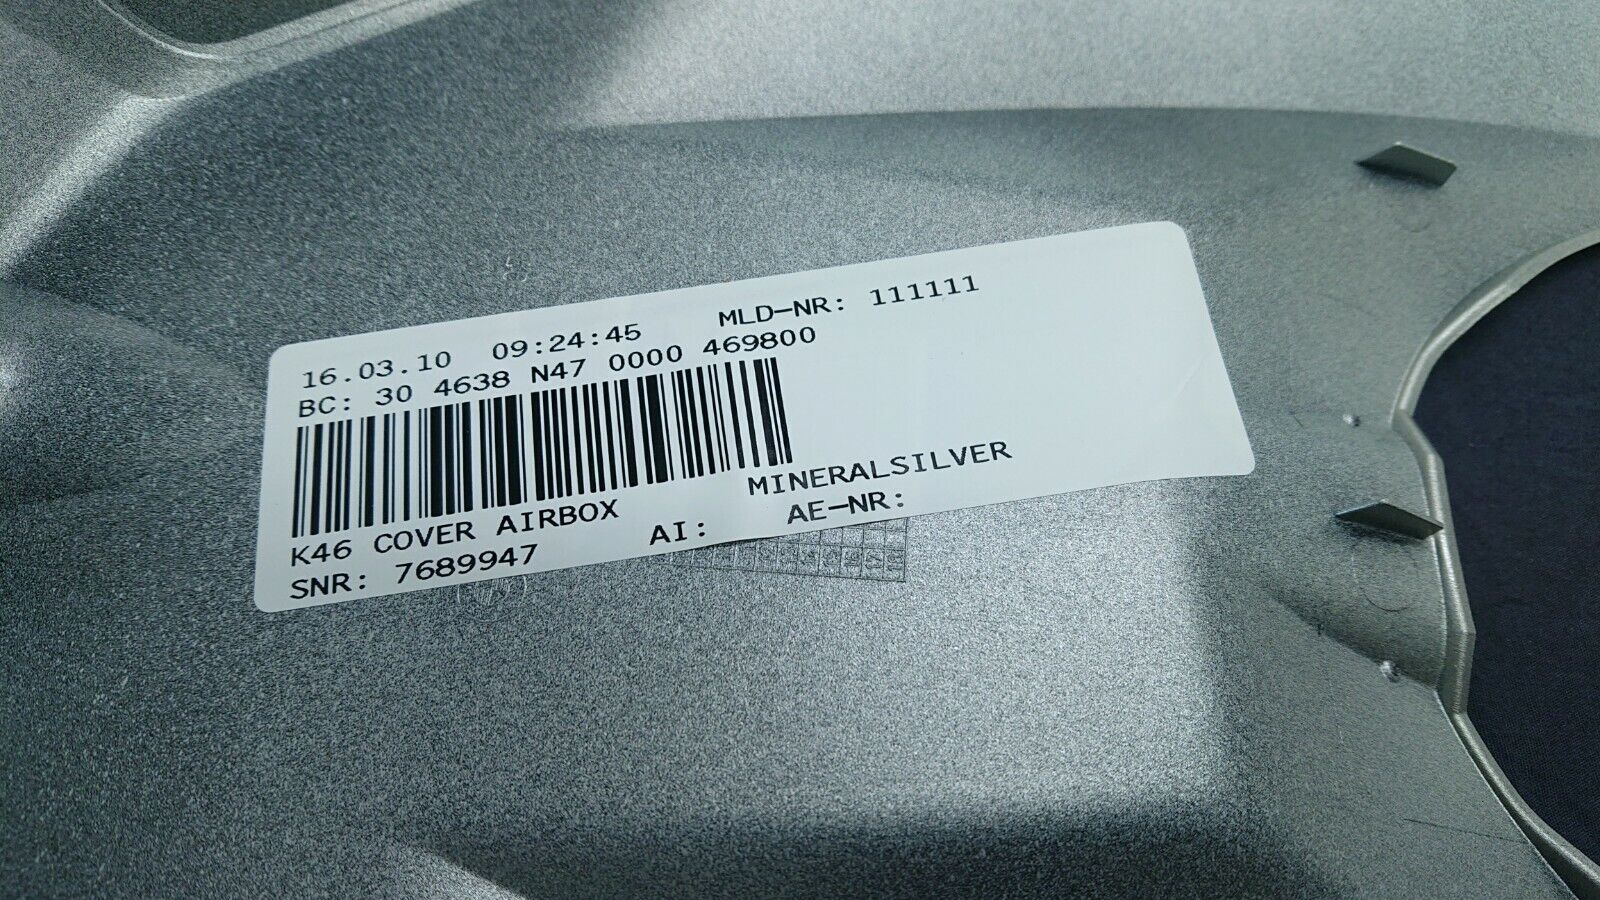 16.03.10 09:24:45 MLD-NR: 111111
BC: 30 4638 N47 0000 469800
K46 COVER AIRBOX MINERALSILVER
SNR: 7689947 AI: AE-NR: